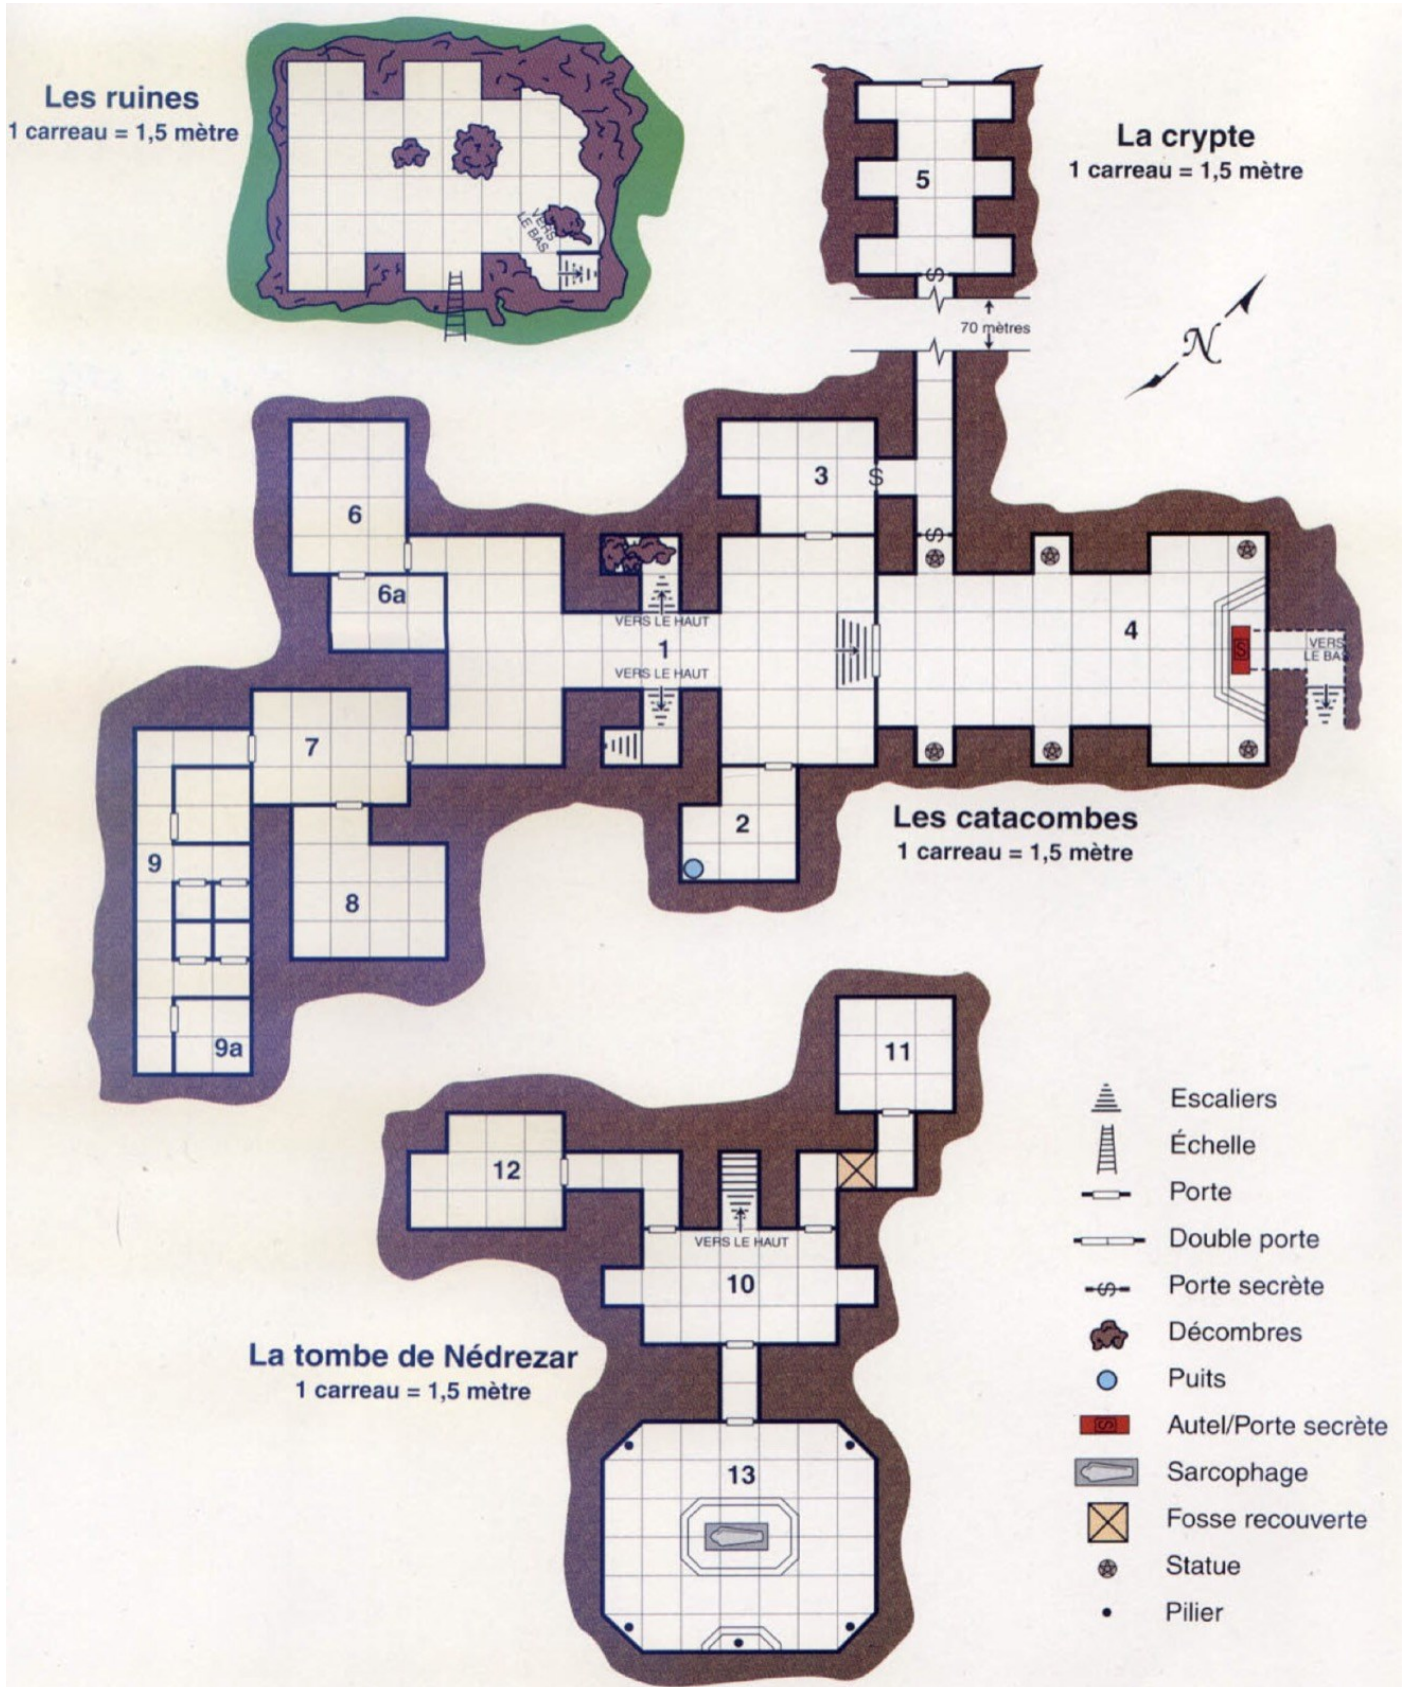 Les ruines
1 carreau = 1,5 mètre
VERS
LE BAS
La crypte
1 carreau = 1,5 mètre
5
S
70 mètres
N
3
S
S
6
6a
VERS LE HAUT
1
VERS LE HAUT
4
S
VERS
LE BAS
7
2
Les catacombes
1 carreau = 1,5 mètre
9
8
9a
11
12
VERS LE HAUT
10
La tombe de Nédrezar
1 carreau = 1,5 mètre
13
Escaliers
Échelle
Porte
Double porte
S
Porte secrète
Décombres
Puits
S
Autel/Porte secrète
Sarcophage
Fosse recouverte
Statue
Pilier